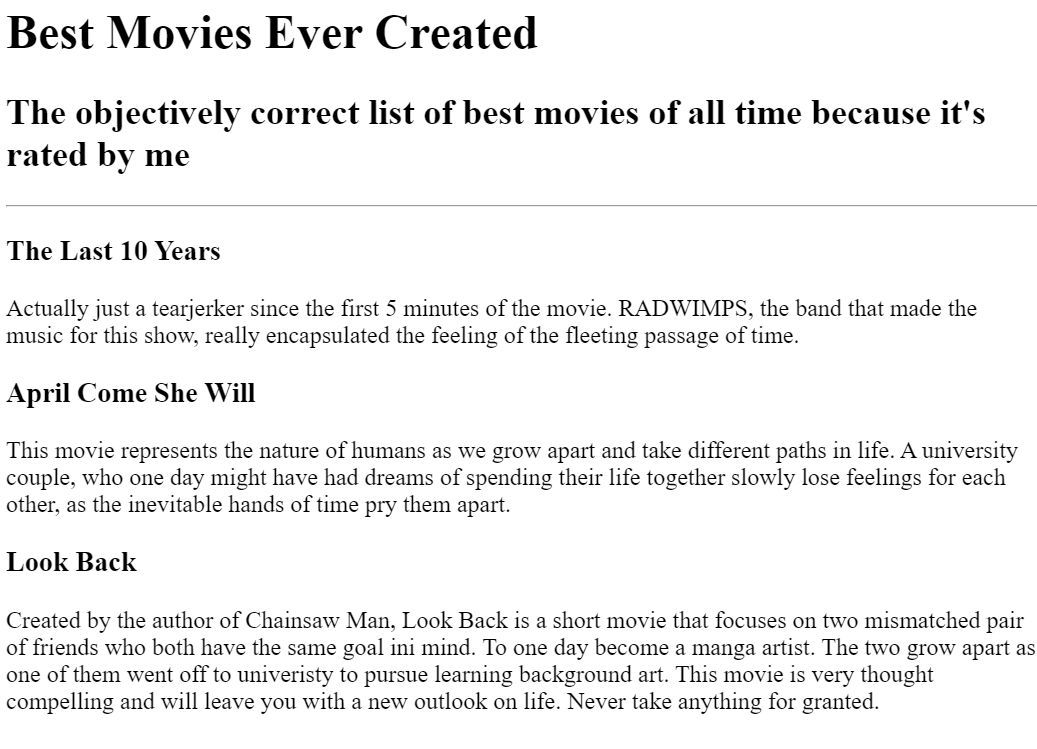 Best Movies Ever Created
The objectively correct list of best movies of all time because it's
rated by me
The Last 10 Years
Actually just a tearjerker since the first 5 minutes of the movie. RADWIMPS, the band that made the
music for this show, really encapsulated the feeling of the fleeting passage of time.
April Come She Will
This movie represents the nature of humans as we grow apart and take different paths in life. A university
couple, who one day might have had dreams of spending their life together slowly lose feelings for each
other, as the inevitable hands of time pry them apart.
Look Back
Created by the author of Chainsaw Man, Look Back is a short movie that focuses on two mismatched pair
of friends who both have the same goal ini mind. To one day become a manga artist. The two grow apart as
one of them went off to univeristy to pursue learning background art. This movie is very thought
compelling and will leave you with a new outlook on life. Never take anything for granted.